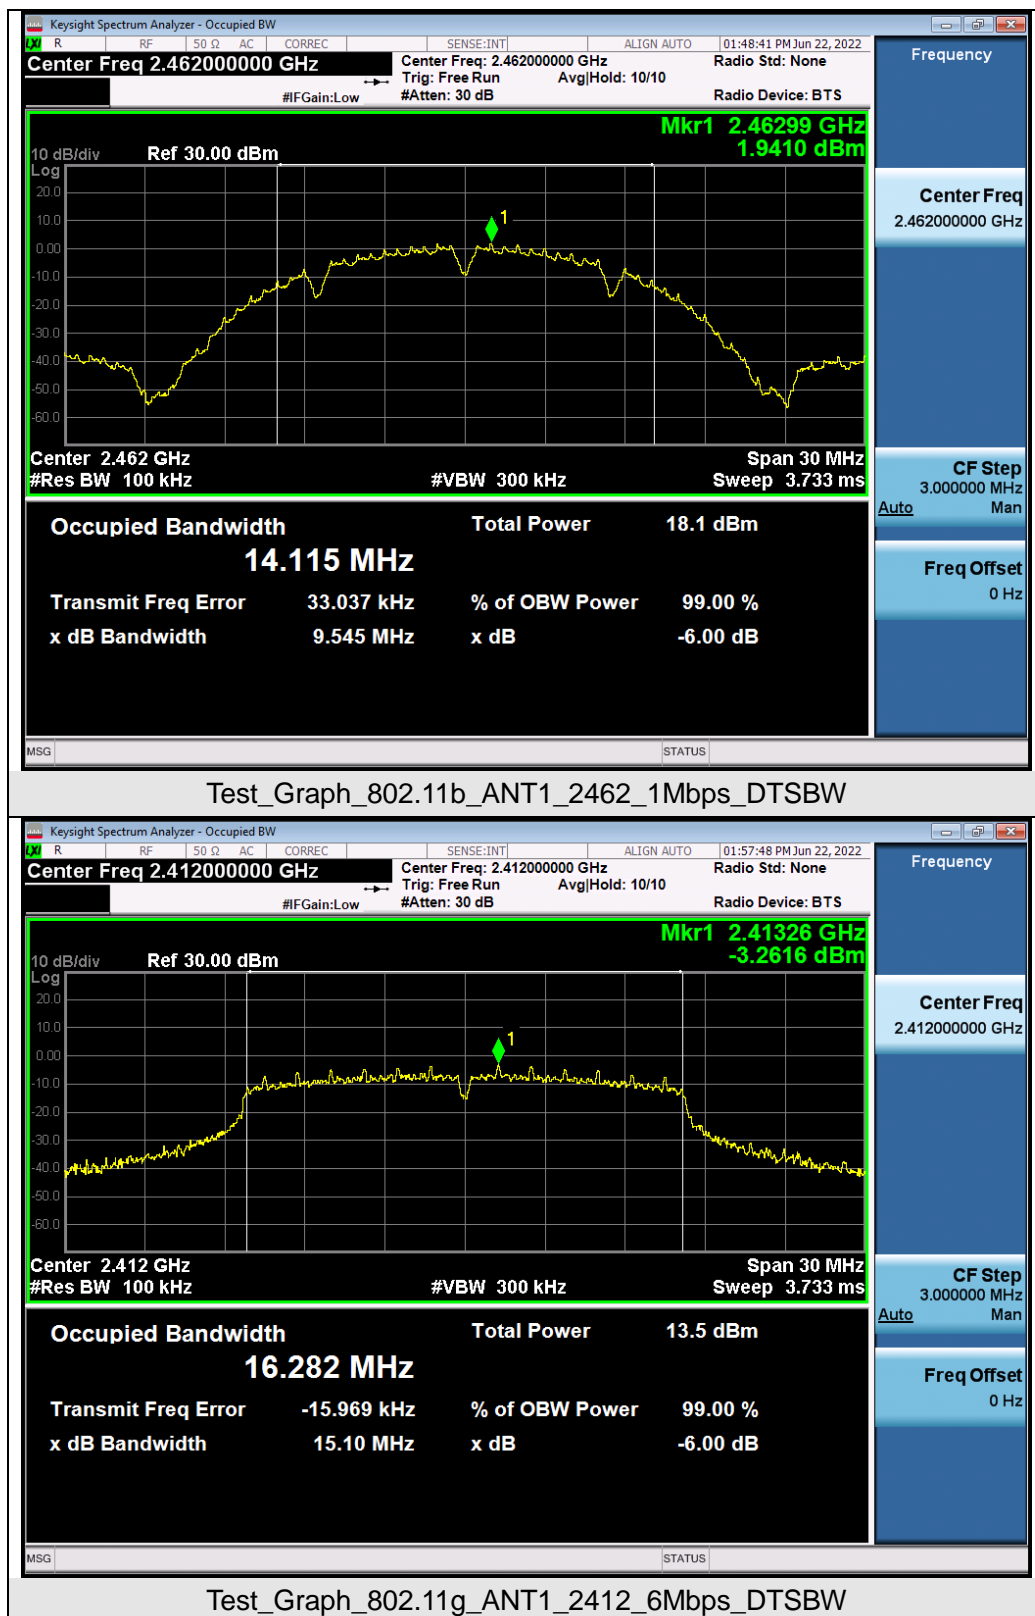 Keysight Spectrum Analyzer - Occupied BW
LXI R RF 50 Ω AC CORREC SENSE:INT ALIGN AUTO 01:48:41 PM Jun 22, 2022
Center Freq 2.462000000 GHz
Center Freq: 2.462000000 GHz
Radio Std: None
Trig: Free Run Avg|Hold: 10/10
#IFGain:Low
#Atten: 30 dB
Radio Device: BTS
Frequency
Mkr1 2.46299 GHz
1.9410 dBm
10 dB/div Ref 30.00 dBm
Log
20.0
10.0
0.00
-10.0
-20.0
-30.0
-40.0
-50.0
-60.0
1
Center Freq
2.462000000 GHz
Center 2.462 GHz Span 30 MHz
#Res BW 100 kHz #VBW 300 kHz Sweep 3.733 ms
CF Step
3.000000 MHz
Auto Man
Freq Offset
0 Hz
Occupied Bandwidth Total Power 18.1 dBm
14.115 MHz
Transmit Freq Error 33.037 kHz % of OBW Power 99.00 %
x dB Bandwidth 9.545 MHz x dB -6.00 dB
MSG STATUS
Test_Graph_802.11b_ANT1_2462_1Mbps_DTSBW
Keysight Spectrum Analyzer - Occupied BW
LXI R RF 50 Ω AC CORREC SENSE:INT ALIGN AUTO 01:57:48 PM Jun 22, 2022
Center Freq 2.412000000 GHz
Center Freq: 2.412000000 GHz
Radio Std: None
Trig: Free Run Avg|Hold: 10/10
#IFGain:Low
#Atten: 30 dB
Radio Device: BTS
Frequency
Mkr1 2.41326 GHz
-3.2616 dBm
10 dB/div Ref 30.00 dBm
Log
20.0
10.0
0.00
-10.0
-20.0
-30.0
-40.0
-50.0
-60.0
1
Center Freq
2.412000000 GHz
Center 2.412 GHz Span 30 MHz
#Res BW 100 kHz #VBW 300 kHz Sweep 3.733 ms
CF Step
3.000000 MHz
Auto Man
Freq Offset
0 Hz
Occupied Bandwidth Total Power 13.5 dBm
16.282 MHz
Transmit Freq Error -15.969 kHz % of OBW Power 99.00 %
x dB Bandwidth 15.10 MHz x dB -6.00 dB
MSG STATUS
Test_Graph_802.11g_ANT1_2412_6Mbps_DTSBW